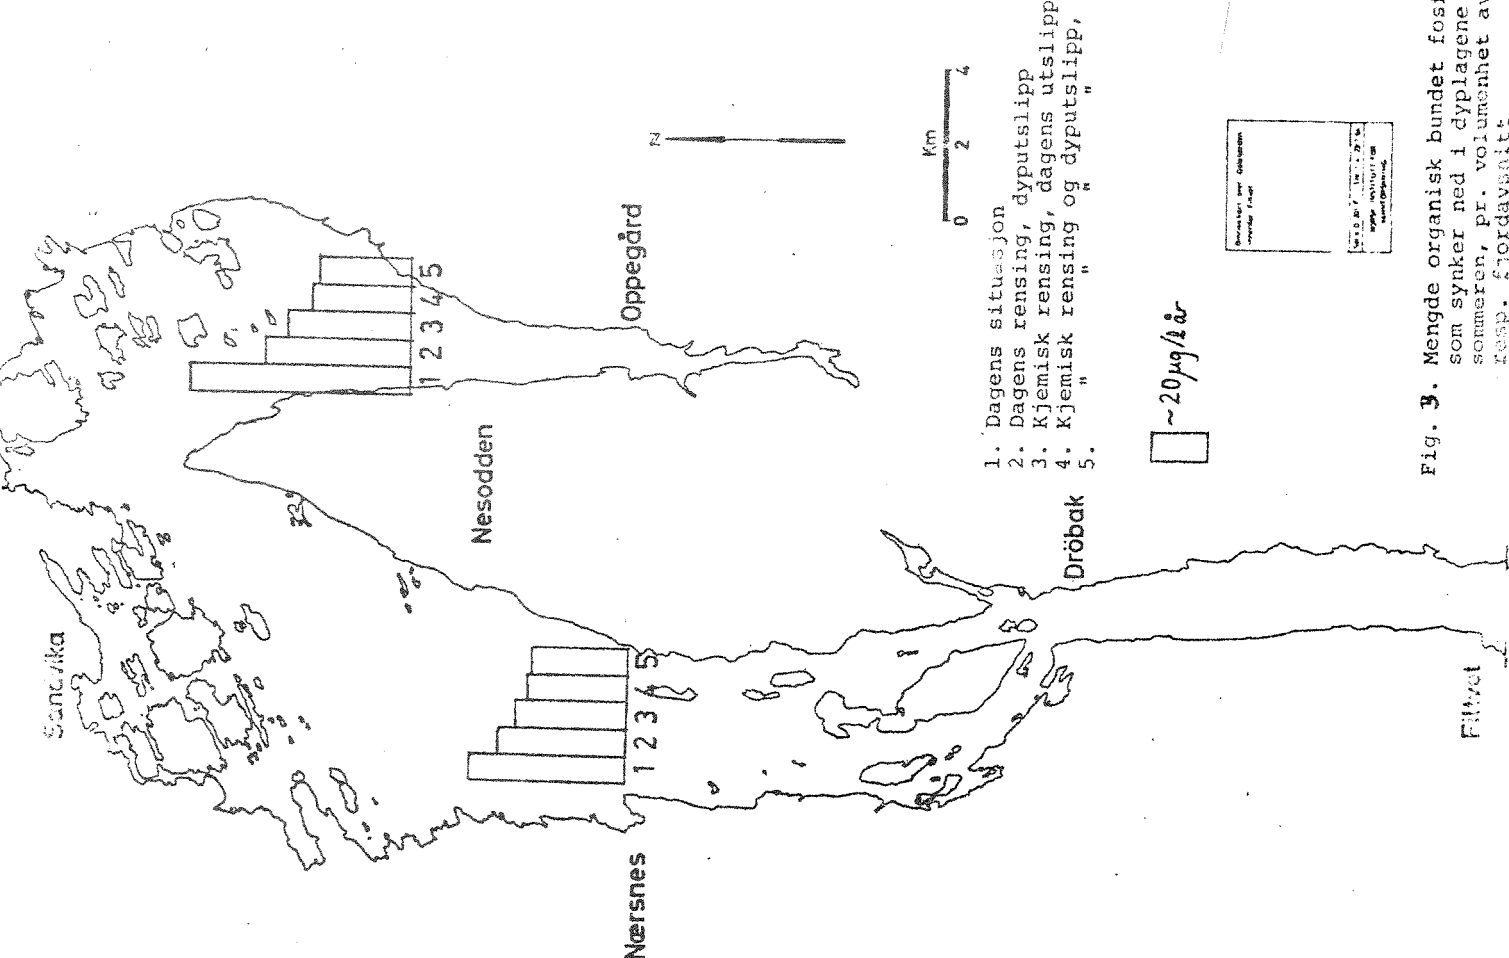 Sandvika
Nesodden
Oppegård
Nærsnes
Dröbak
Filtvet
N
Km
0 2 4
1 2 3 4 5
1 2 3 4 5
1. Dagens situasjon
2. Dagens rensing, dyputslipp
3. Kjemisk rensing, dagens utslipp
4. Kjemisk rensing og dyputslipp,
5. " " " "
~20µg/l år
Fig. 3. Mengde organisk bundet
som synker ned i dyplagene
sommeren, pr. volumenhet av
resp. fjordavsnitt